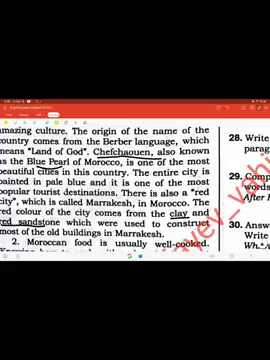 amazing culture. The origin of the name of the
country comes from the Berber language, which
means "Land of God". Chefchaouen, also known
as the Blue Pearl of Morocco, is one of the most
beautiful cities in this country. The entire city is
painted in pale blue and it is one of the most
popular tourist destinations. There is also a "red
city", which is called Marrakesh, in Morocco. The
red colour of the city comes from the clay and
red sandstone which were used to construct
most of the old buildings in Marrakesh.
2. Moroccan food is usually well-cooked.
28. Write
parag
29. Comp
words
After
30. Answ
Write
Wh